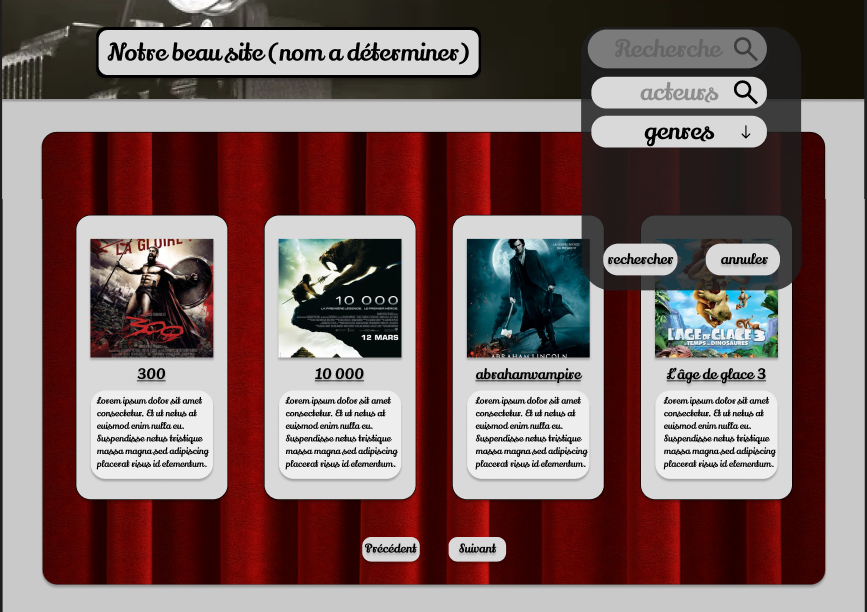 Notre beau site (nom a déterminer)
Recherche
acteurs
genres ↓
rechercher
annuler
LA GLOIRE !
300
10 000
LA PREMIÈRE LÉGENDE. LE PREMIER HÉROS.
12 MARS
ABRAHAM LINCOLN
L'ÂGE DE GLACE 3
LE TEMPS DES DINOSAURES
300
10 000
abrahamvampire
L'âge de glace 3
Lorem ipsum dolor sit amet
consectetur. Et ut netus at
euismod enim nulla eu.
Suspendisse netus tristique
massa magna sed adipiscing
placerat risus id elementum.
Lorem ipsum dolor sit amet
consectetur. Et ut netus at
euismod enim nulla eu.
Suspendisse netus tristique
massa magna sed adipiscing
placerat risus id elementum.
Lorem ipsum dolor sit amet
consectetur. Et ut netus at
euismod enim nulla eu.
Suspendisse netus tristique
massa magna sed adipiscing
placerat risus id elementum.
Lorem ipsum dolor sit amet
consectetur. Et ut netus at
euismod enim nulla eu.
Suspendisse netus tristique
massa magna sed adipiscing
placerat risus id elementum.
Précédent
Suivant